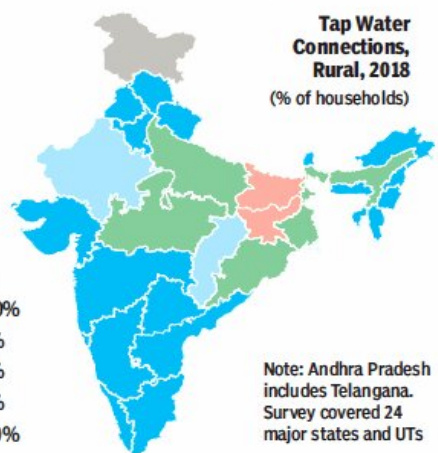 Tap Water
Connections,
Rural, 2018
(% of households)
Note: Andhra Pradesh
includes Telangana.
Survey covered 24
major states and UTs